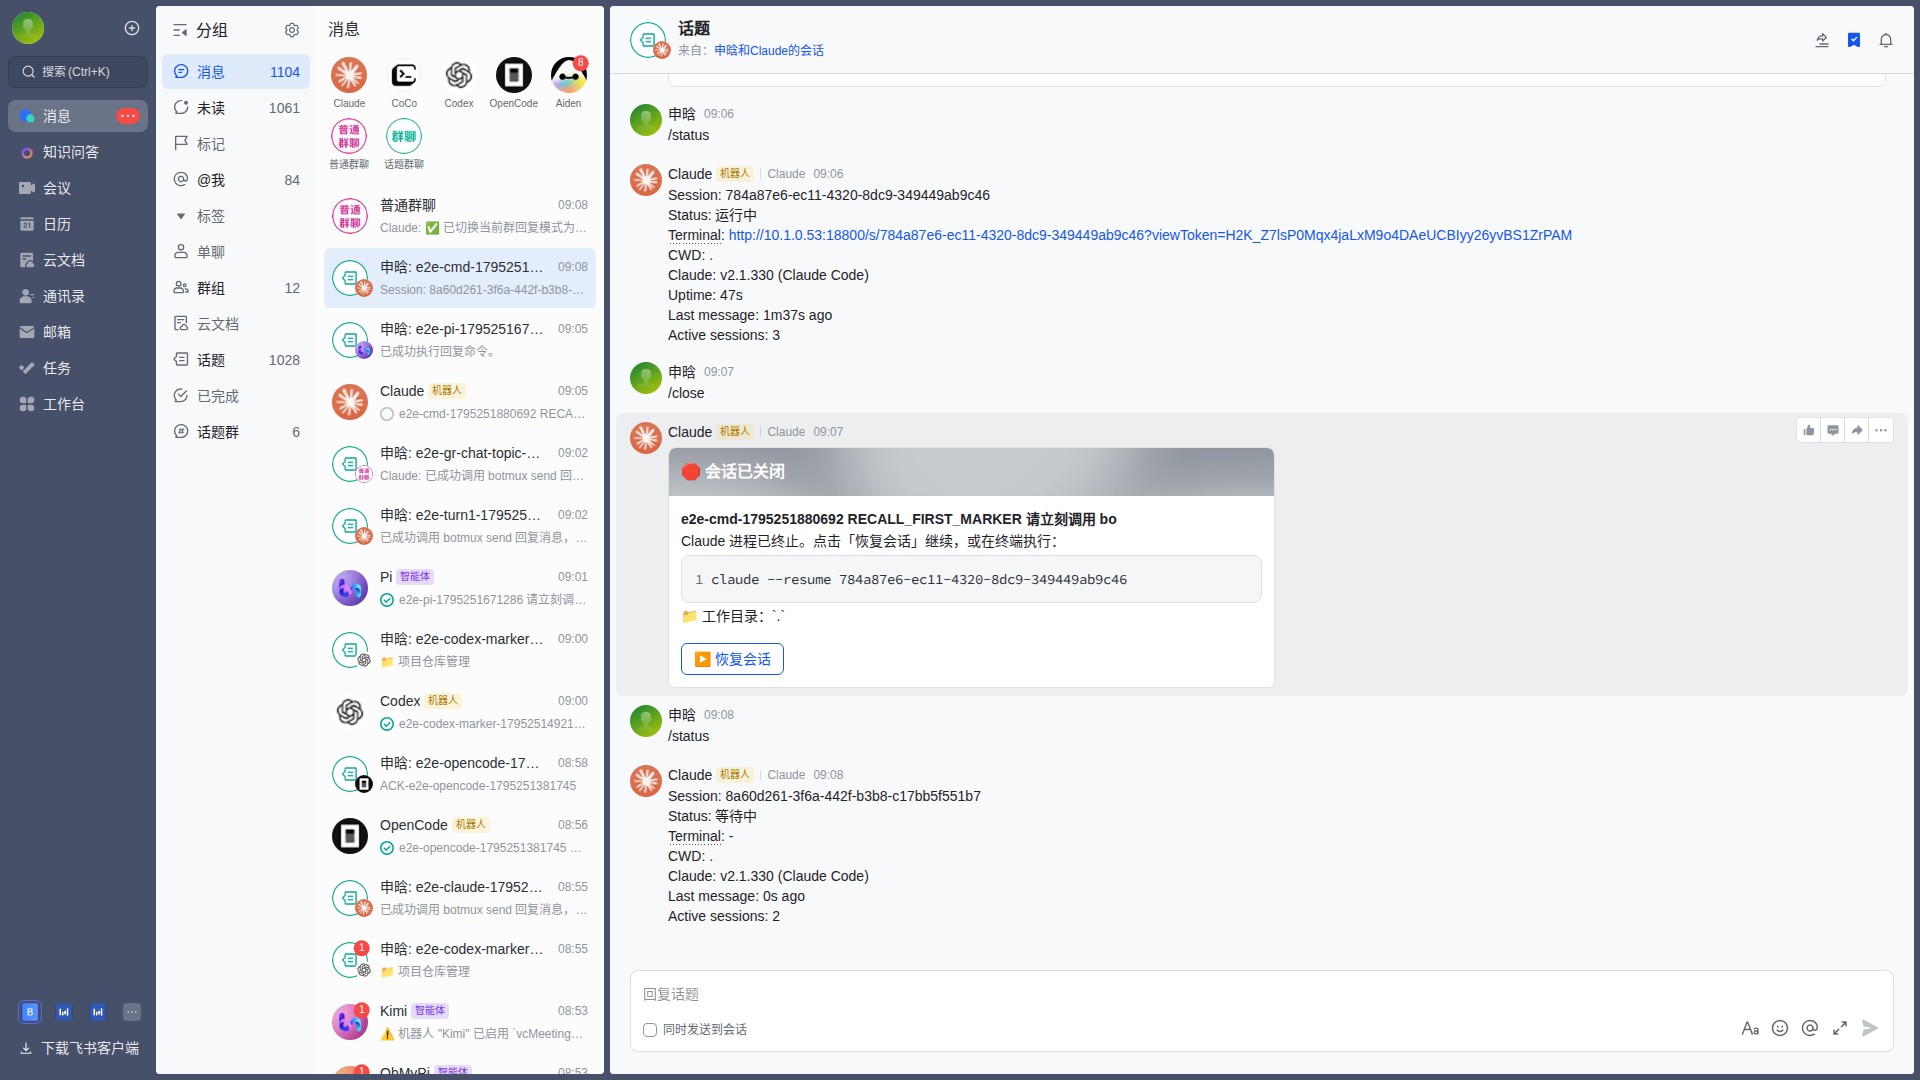 搜索 (Ctrl+K)
消息
知识问答
会议
日历
云文档
通讯录
邮箱
任务
工作台
下载飞书客户端
分组
消息 1104
未读 1061
标记
@我 84
标签
单聊
群组 12
云文档
话题 1028
已完成
话题群 6
消息
8
Claude CoCo Codex OpenCode Aiden
普通群聊 群聊
普通群聊 话题群聊
普通群聊 09:08
Claude: ✅ 已切换当前群回复模式为…
申晗: e2e-cmd-1795251… 09:08
Session: 8a60d261-3f6a-442f-b3b8-…
申晗: e2e-pi-179525167… 09:05
已成功执行回复命令。
Claude 机器人 09:05
e2e-cmd-1795251880692 RECA…
申晗: e2e-gr-chat-topic-… 09:02
Claude: 已成功调用 botmux send 回…
申晗: e2e-turn1-179525… 09:02
已成功调用 botmux send 回复消息，…
Pi 智能体 09:01
e2e-pi-1795251671286 请立刻调…
申晗: e2e-codex-marker… 09:00
📁 项目仓库管理
Codex 机器人 09:00
e2e-codex-marker-17952514921…
申晗: e2e-opencode-17… 08:58
ACK-e2e-opencode-1795251381745
OpenCode 机器人 08:56
e2e-opencode-1795251381745 …
申晗: e2e-claude-17952… 08:55
已成功调用 botmux send 回复消息，…
申晗: e2e-codex-marker… 08:55
1
📁 项目仓库管理
Kimi 智能体 08:53
1
⚠️ 机器人 "Kimi" 已启用 `vcMeeting…
OhMyPi 智能体 08:53
1
话题
来自：申晗和Claude的会话
申晗 09:06
/status
Claude 机器人 | Claude 09:06
Session: 784a87e6-ec11-4320-8dc9-349449ab9c46
Status: 运行中
Terminal: http://10.1.0.53:18800/s/784a87e6-ec11-4320-8dc9-349449ab9c46?viewToken=H2K_Z7lsP0Mqx4jaLxM9o4DAeUCBIyy26yvBS1ZrPAM
CWD: .
Claude: v2.1.330 (Claude Code)
Uptime: 47s
Last message: 1m37s ago
Active sessions: 3
申晗 09:07
/close
Claude 机器人 | Claude 09:07
🛑 会话已关闭
e2e-cmd-1795251880692 RECALL_FIRST_MARKER 请立刻调用 bo
Claude 进程已终止。点击「恢复会话」继续，或在终端执行：
1 claude --resume 784a87e6-ec11-4320-8dc9-349449ab9c46
📁 工作目录：`.`
▶️ 恢复会话
申晗 09:08
/status
Claude 机器人 | Claude 09:08
Session: 8a60d261-3f6a-442f-b3b8-c17bb5f551b7
Status: 等待中
Terminal: -
CWD: .
Claude: v2.1.330 (Claude Code)
Last message: 0s ago
Active sessions: 2
回复话题
同时发送到会话